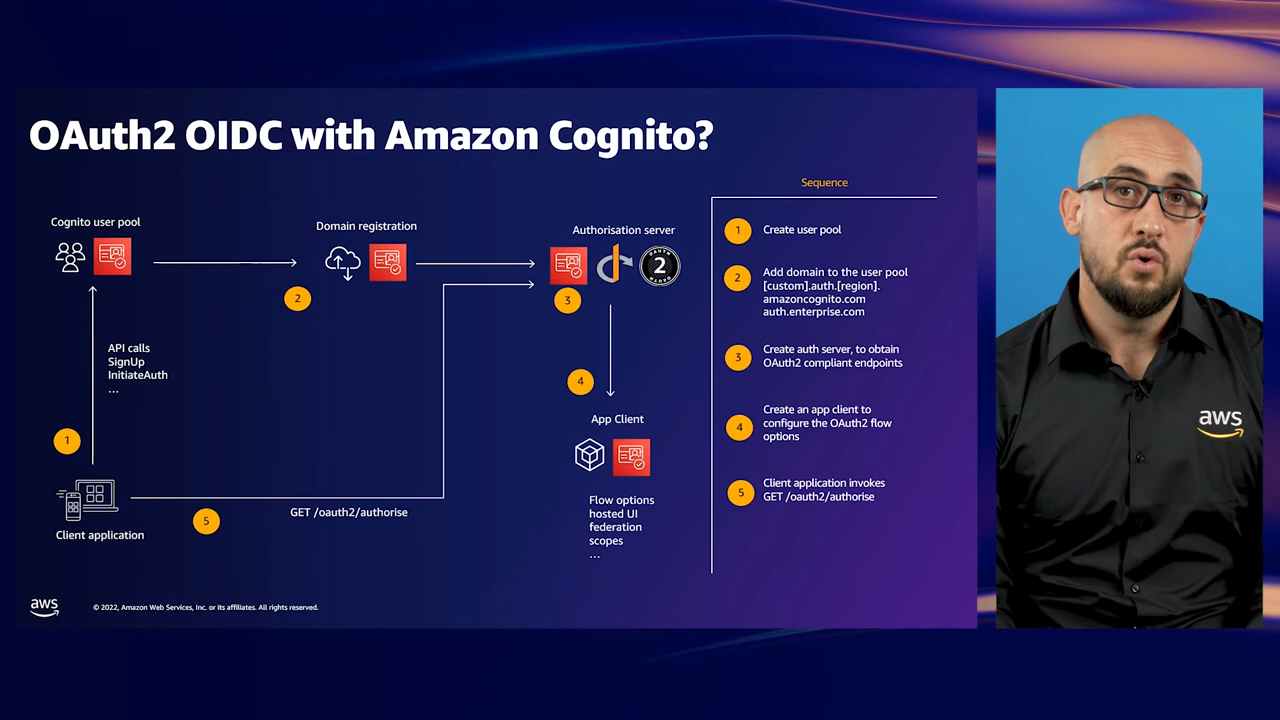 OAuth2 OIDC with Amazon Cognito?
Cognito user pool
Domain registration
Authorisation server
2
OAUTH
OAUTH
2
3
API calls
SignUp
InitiateAuth
...
4
App Client
1
Flow options
hosted UI
federation
scopes
...
GET /oauth2/authorise
5
Client application
Sequence
1
Create user pool
2
Add domain to the user pool
[custom].auth.[region].
amazoncognito.com
auth.enterprise.com
3
Create auth server, to obtain
OAuth2 compliant endpoints
4
Create an app client to
configure the OAuth2 flow
options
5
Client application invokes
GET /oauth2/authorise
aws
© 2022, Amazon Web Services, Inc. or its affiliates. All rights reserved.
aws